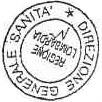 * DIREZIONE GENERALE SANITA'
REGIONE
LOMBARDIA